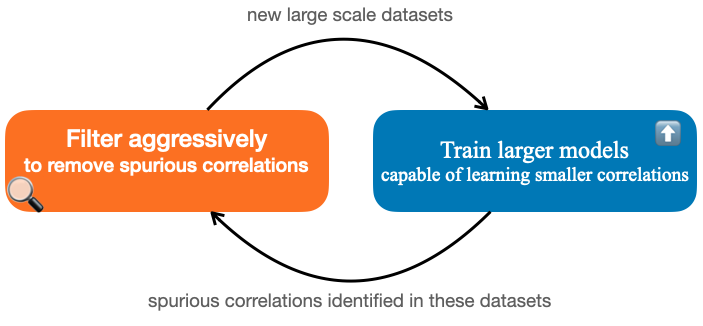 new large scale datasets
Filter aggressively
to remove spurious correlations
Train larger models
capable of learning smaller correlations
spurious correlations identified in these datasets